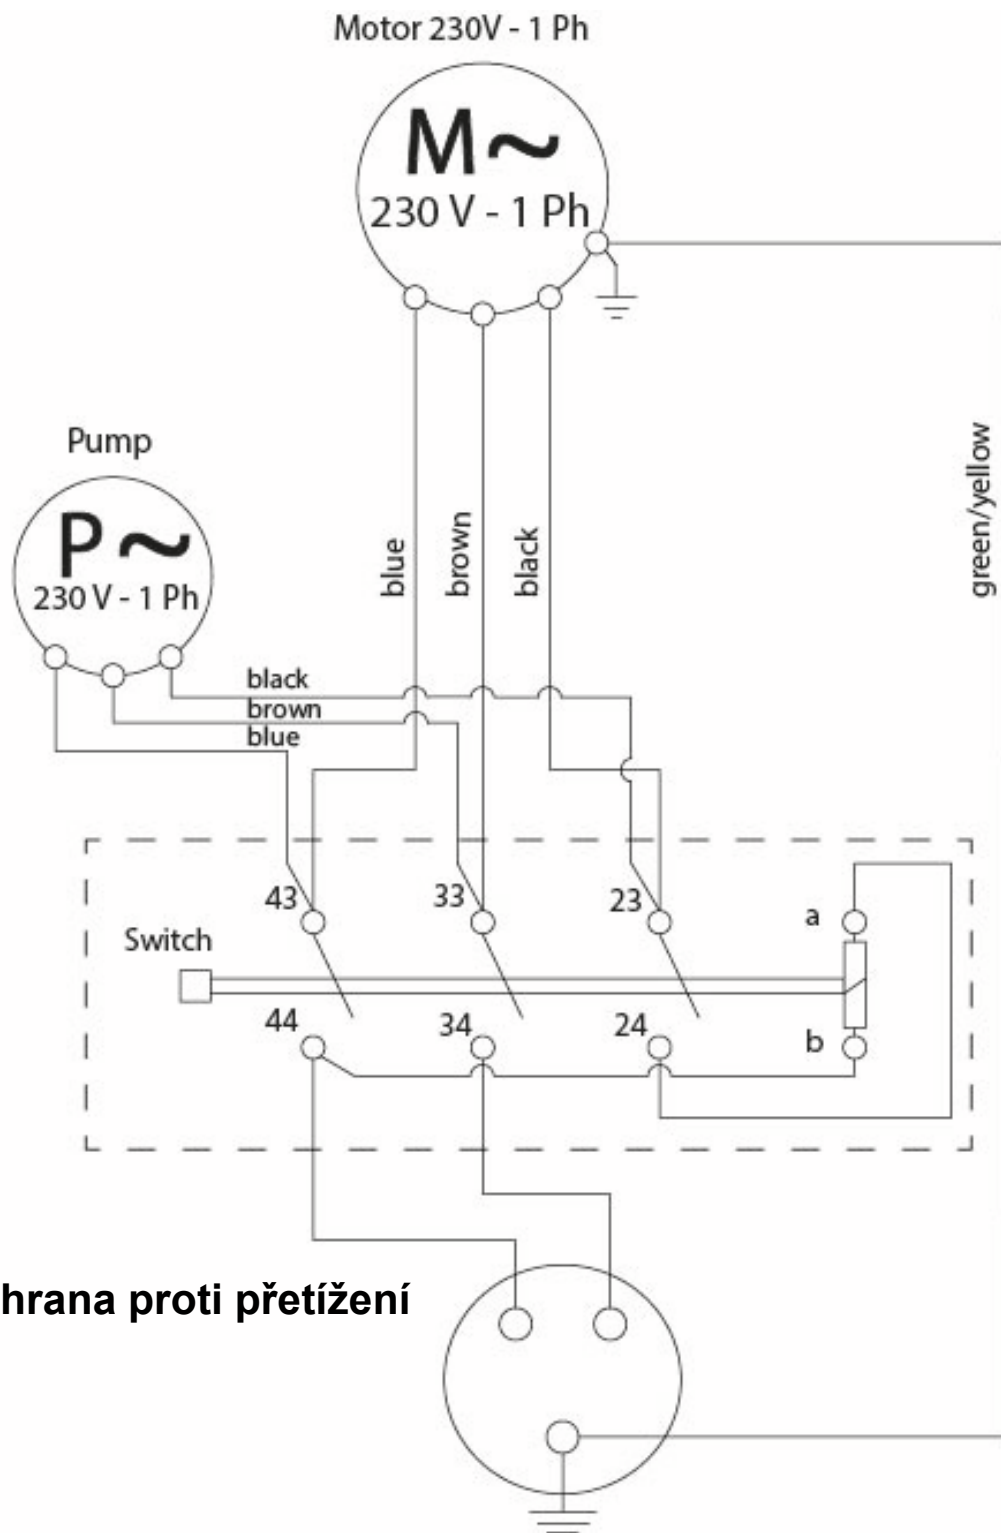 Motor 230V - 1 Ph
M~
230 V - 1 Ph
Pump
P~
230 V - 1 Ph
blue
brown
black
green/yellow
black
brown
blue
43
33
23
a
Switch
44
34
24
b
hrana proti přetížení